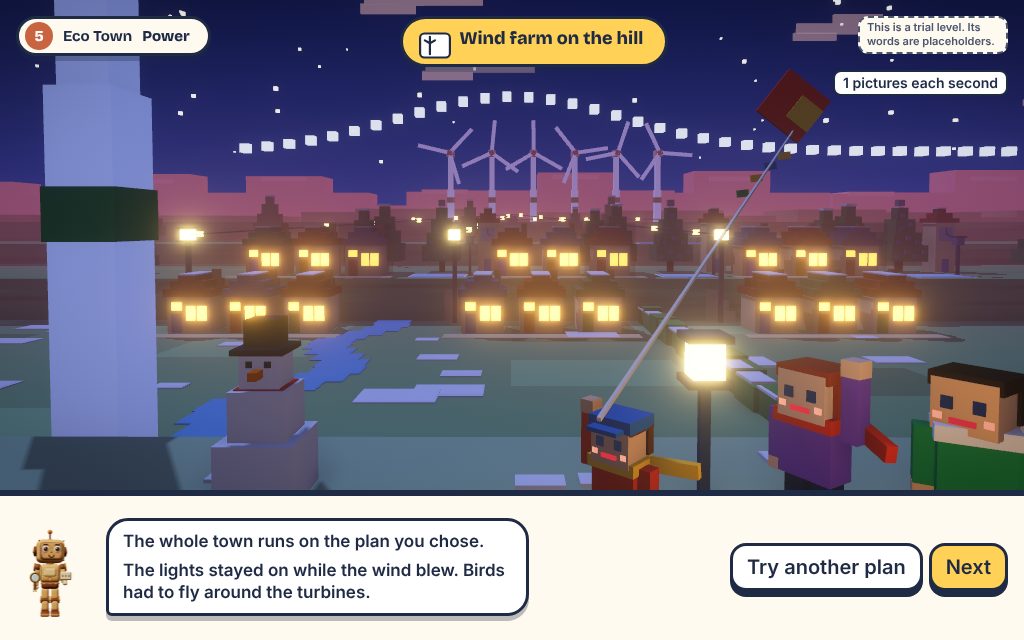 5 Eco Town Power
Wind farm on the hill
This is a trial level. Its
words are placeholders.
1 pictures each second
The whole town runs on the plan you chose.
The lights stayed on while the wind blew. Birds
had to fly around the turbines.
Try another plan
Next